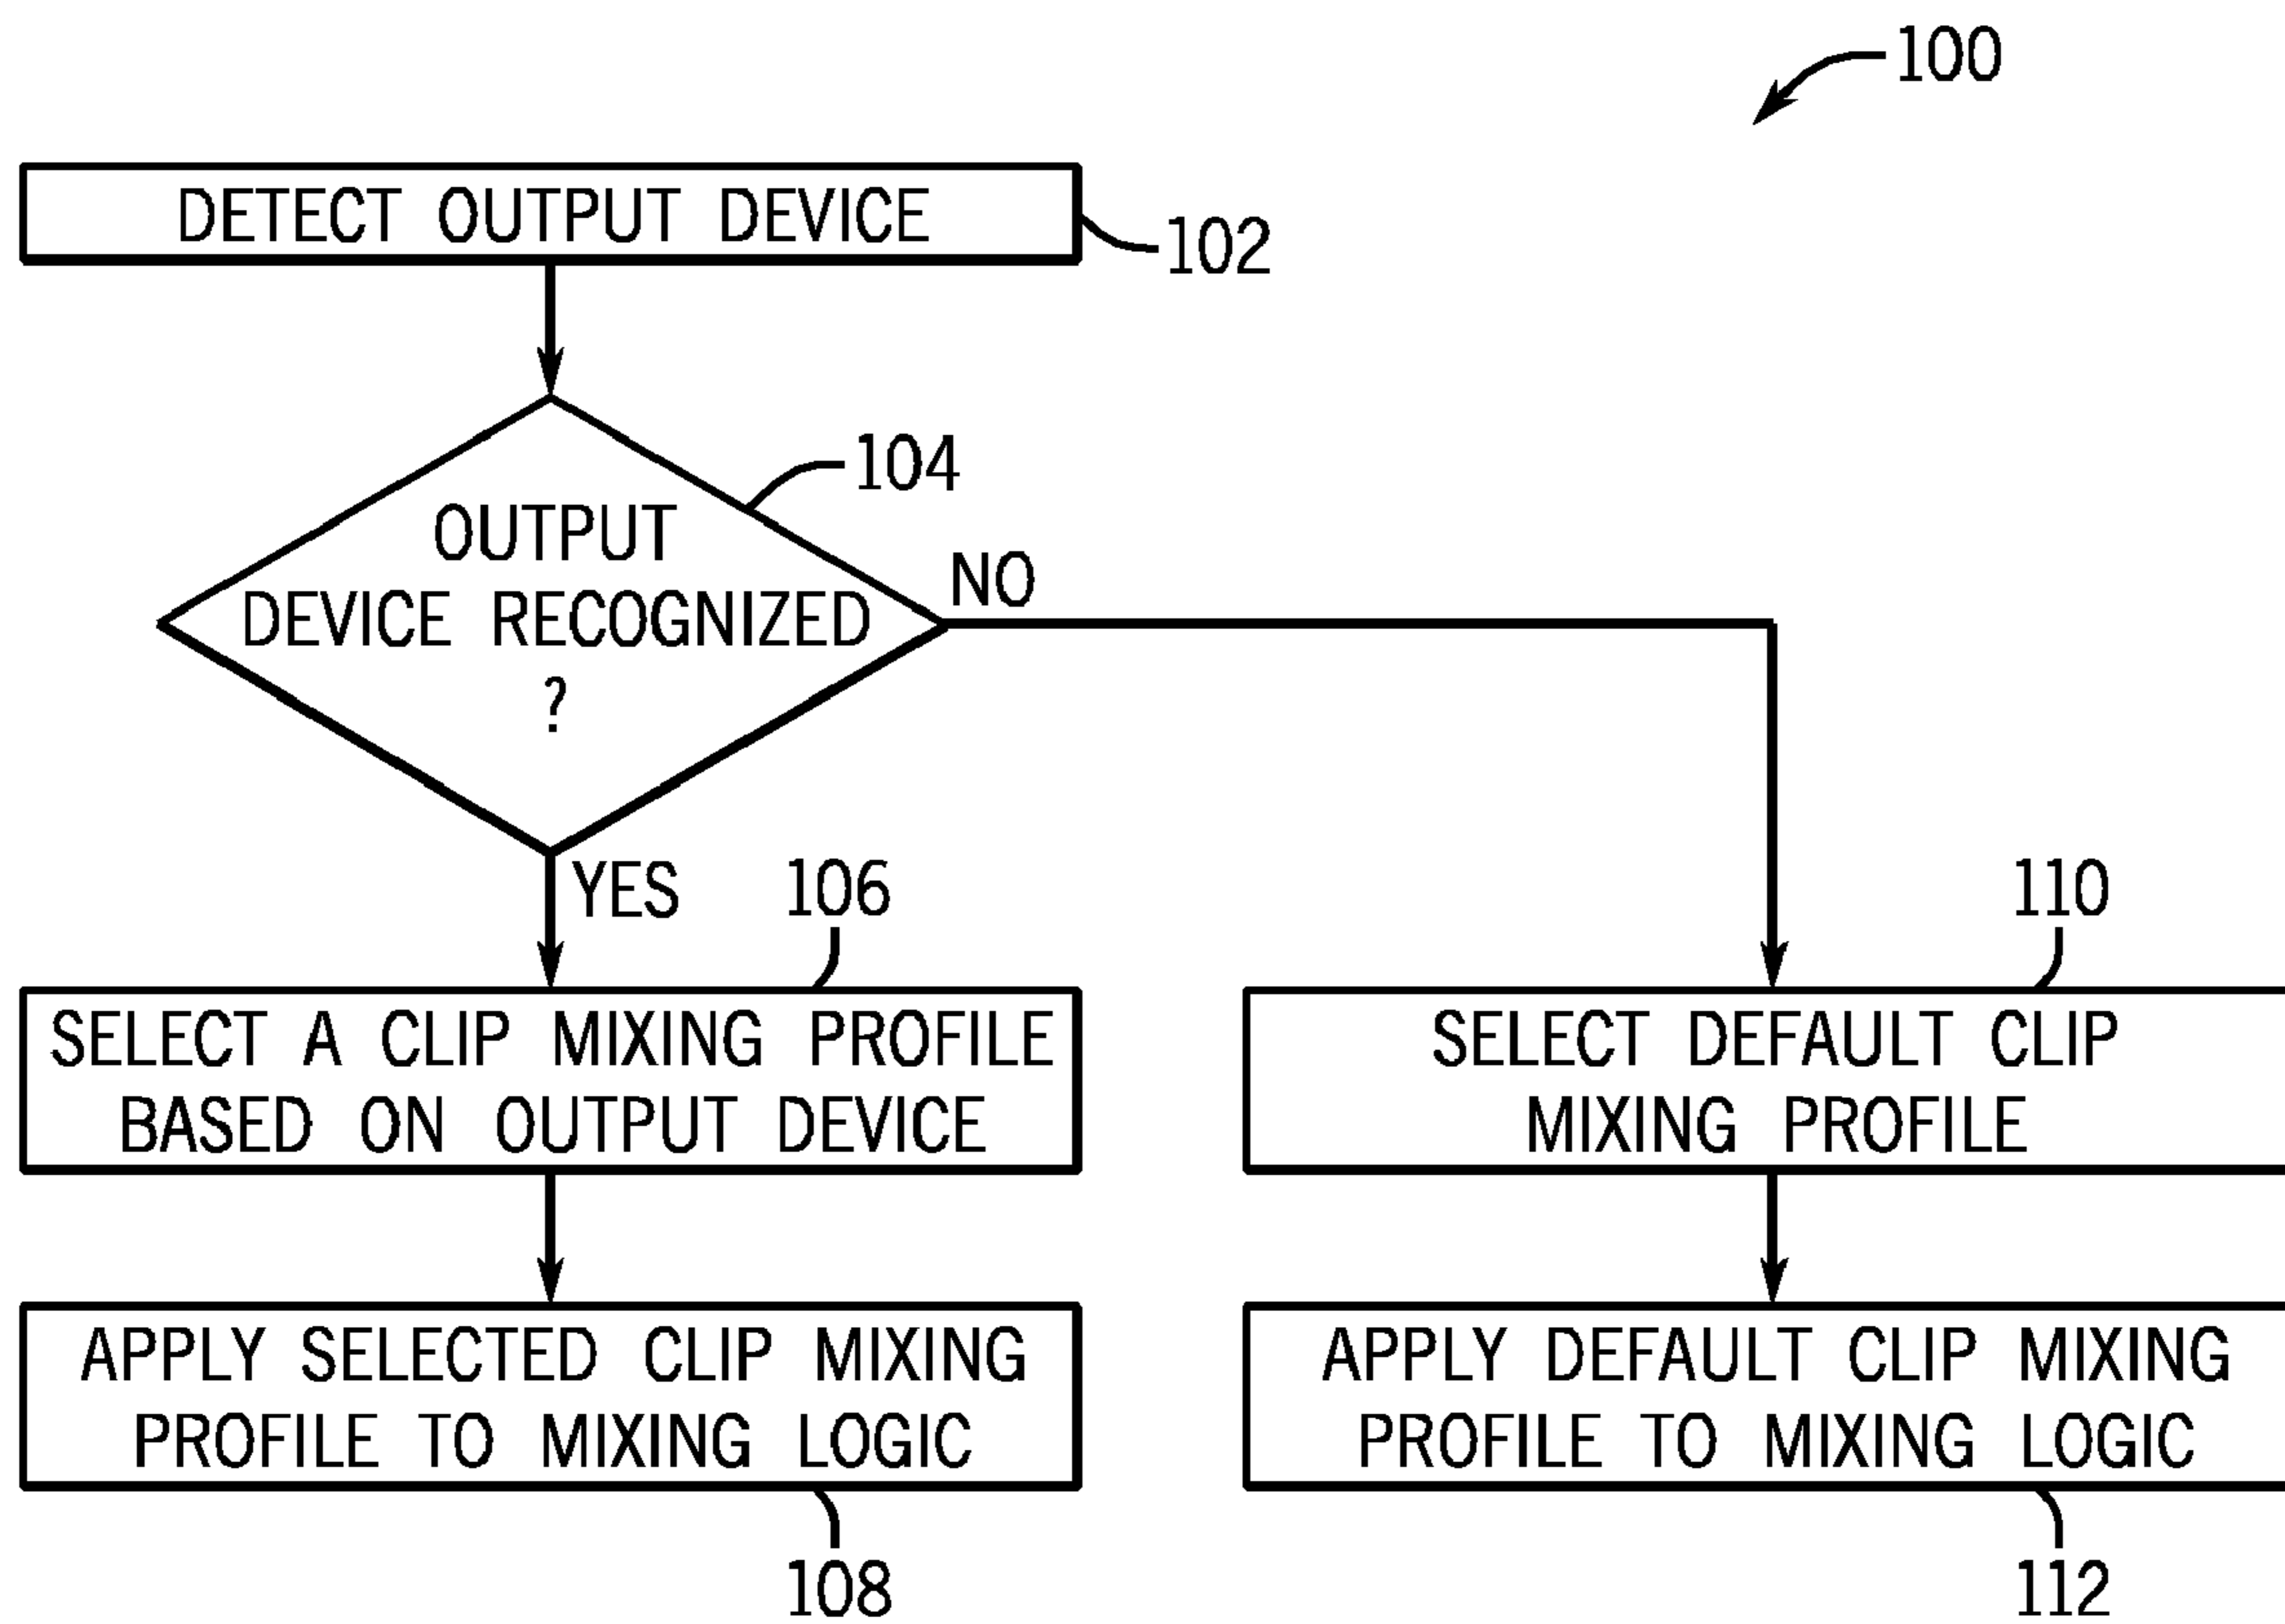 100
DETECT OUTPUT DEVICE
102
104
OUTPUT
DEVICE RECOGNIZED
?
NO
YES
106
SELECT A CLIP MIXING PROFILE
BASED ON OUTPUT DEVICE
APPLY SELECTED CLIP MIXING
PROFILE TO MIXING LOGIC
108
110
SELECT DEFAULT CLIP
MIXING PROFILE
APPLY DEFAULT CLIP MIXING
PROFILE TO MIXING LOGIC
112